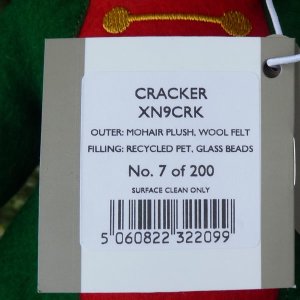 CRACKER
XN9CRK
OUTER: MOHAIR PLUSH, WOOL FELT
FILLING: RECYCLED PET, GLASS BEADS
No. 7 of 200
SURFACE CLEAN ONLY
5 060822 322099